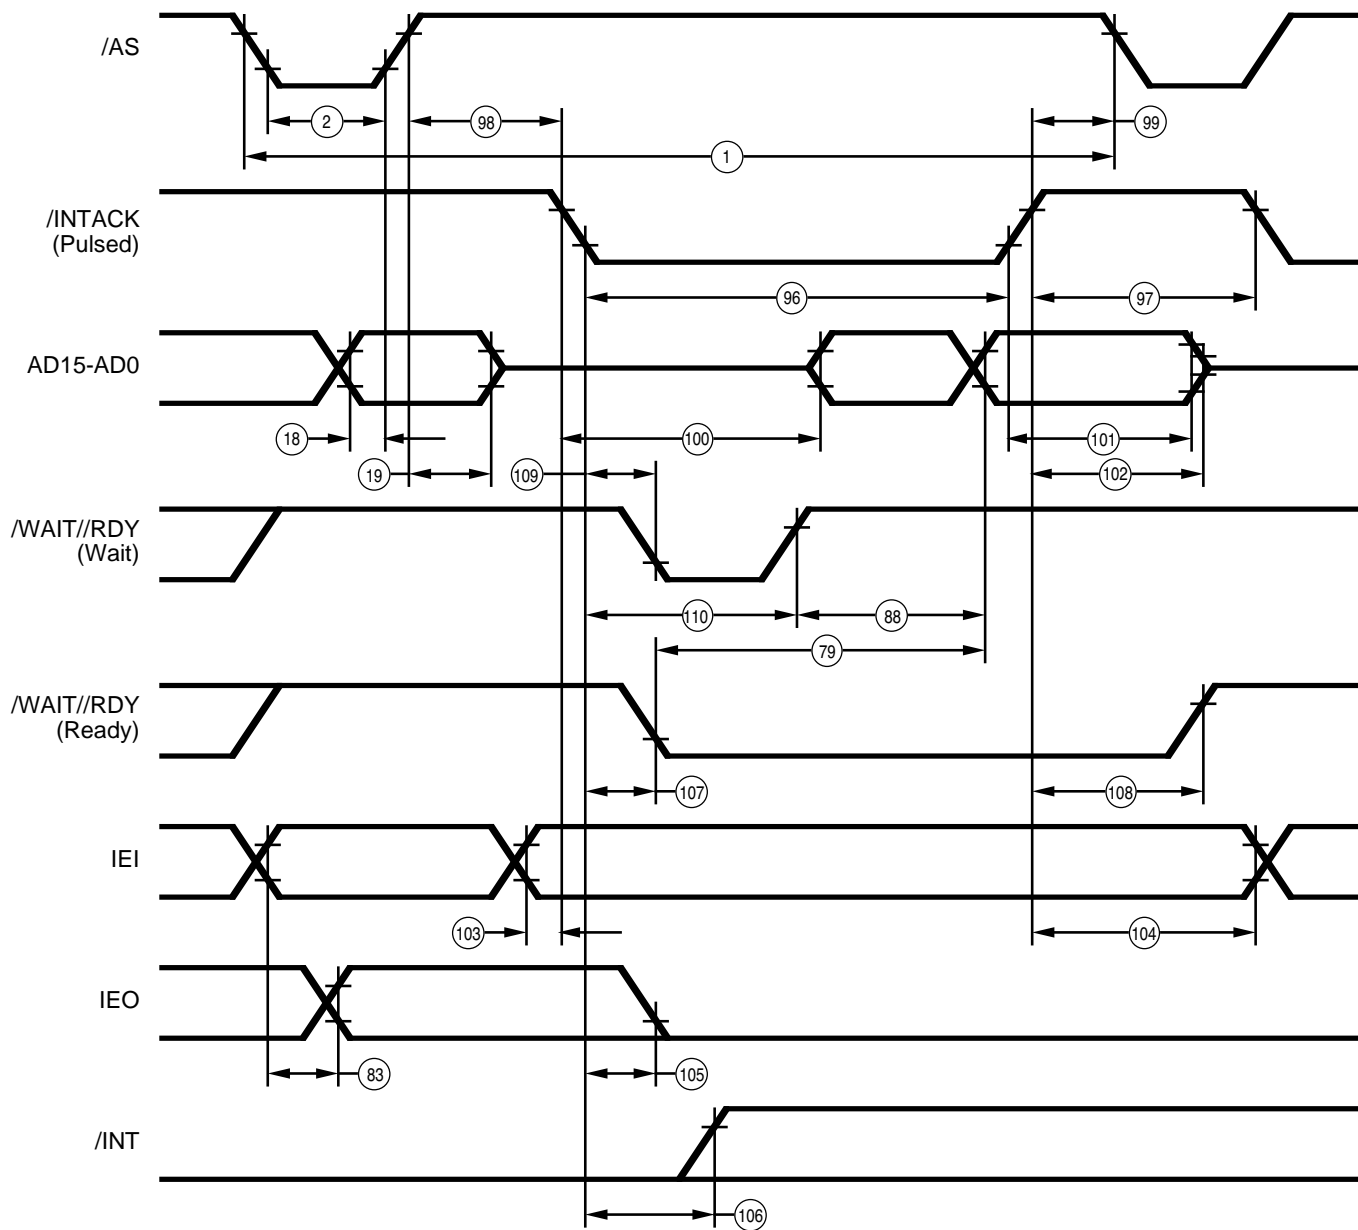 /AS
2
98
99
1
/INTACK
(Pulsed)
96
97
AD15-AD0
18
100
101
19
109
102
/WAIT//RDY
(Wait)
110
88
79
/WAIT//RDY
(Ready)
107
108
IEI
103
104
IEO
83
105
/INT
106